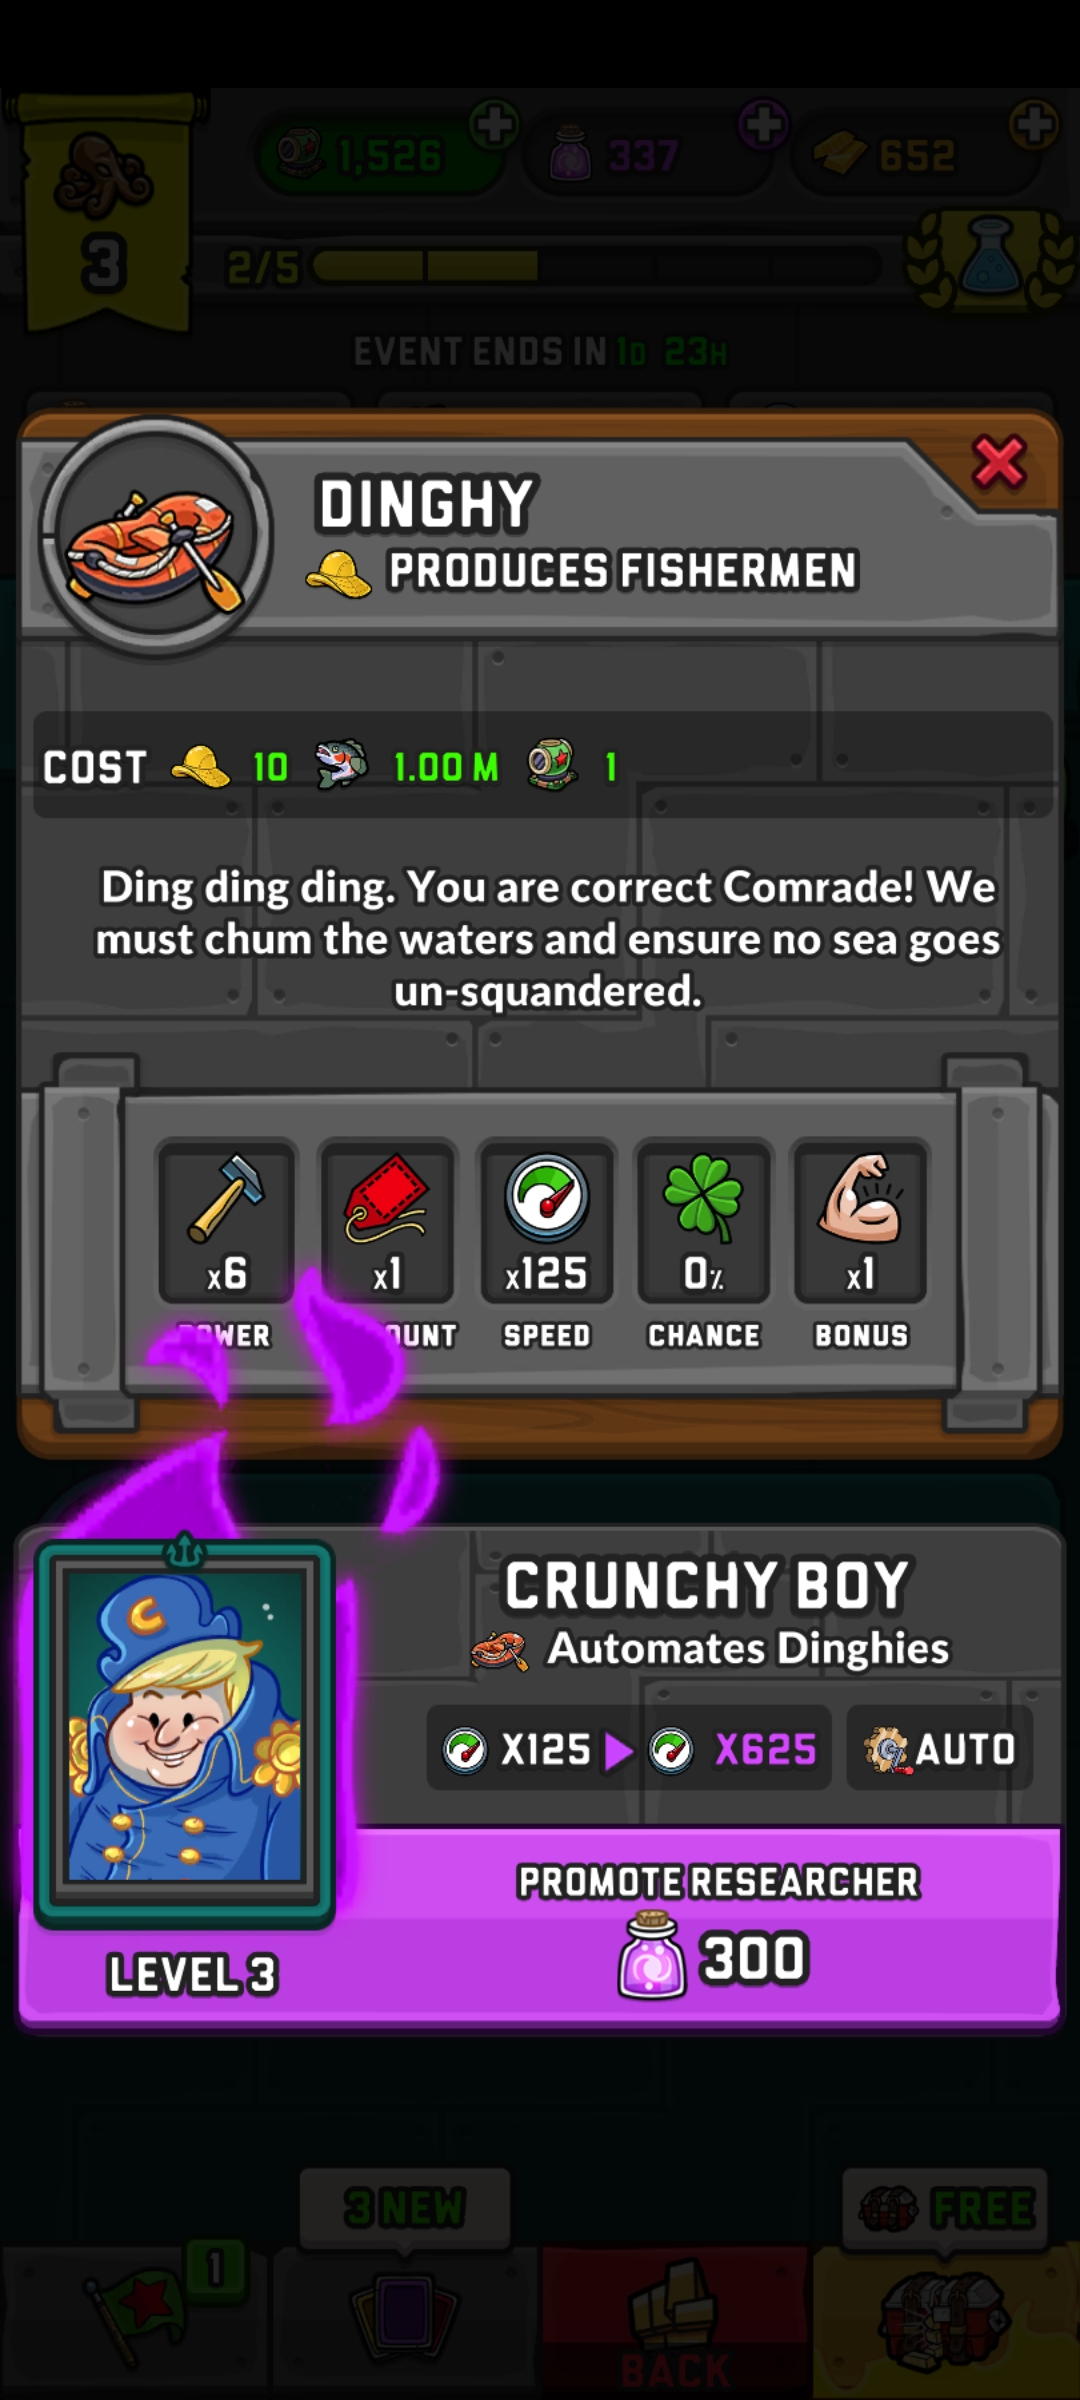 1,526
337
652
3
2/5
EVENT ENDS IN 1D 23H
DINGHY
PRODUCES FISHERMEN
COST 10 1.00 M 1
Ding ding ding. You are correct Comrade! We
must chum the waters and ensure no sea goes
un-squandered.
x6 x1 x125 0% x1
SPEED CHANCE BONUS
C
CRUNCHY BOY
Automates Dinghies
X125 X625 AUTO
PROMOTE RESEARCHER
300
LEVEL 3
3 NEW
FREE
1
BACK